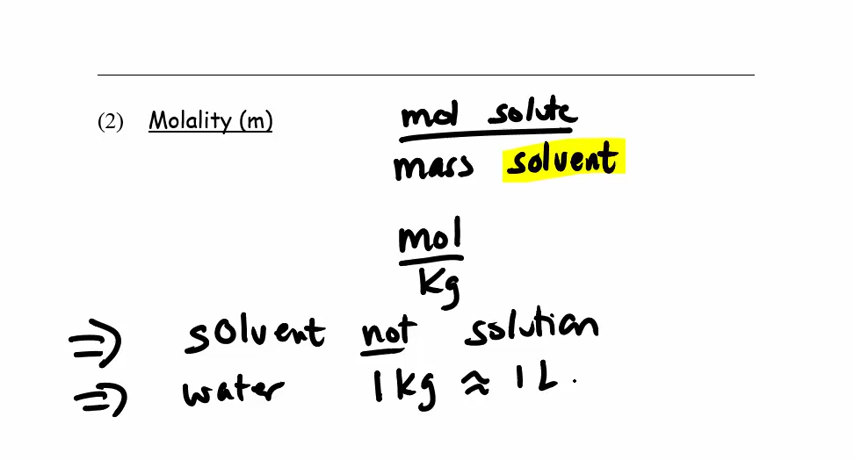 (2) Molality (m)
mol solute
mass solvent
mol
kg
⇒ solvent not solution
⇒ water 1kg ≈ 1L.